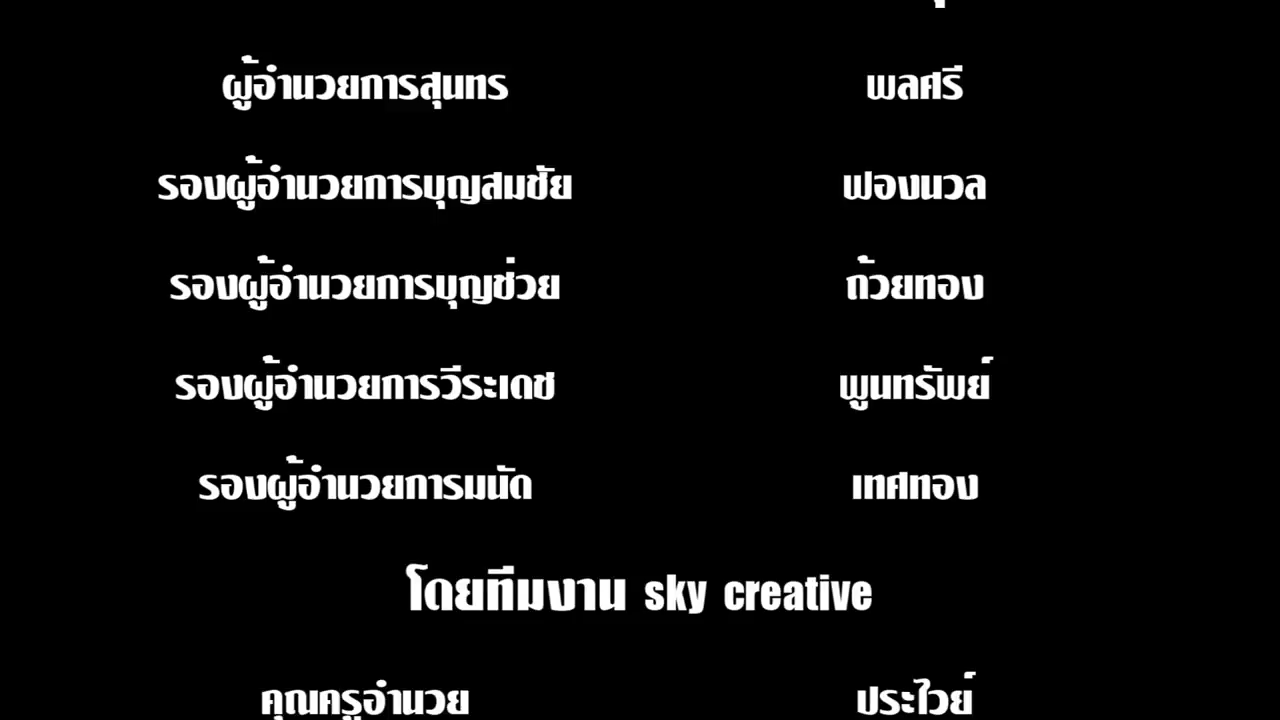 ผู้อำนวยการสุนทร พลศรี
รองผู้อำนวยการบุญสมชัย ฟองนวล
รองผู้อำนวยการบุญช่วย ถ้วยทอง
รองผู้อำนวยการวีระเดช พูนทรัพย์
รองผู้อำนวยการมนัด เทศทอง
โดยทีมงาน sky creative
คุณครูอำนวย ประไวย์